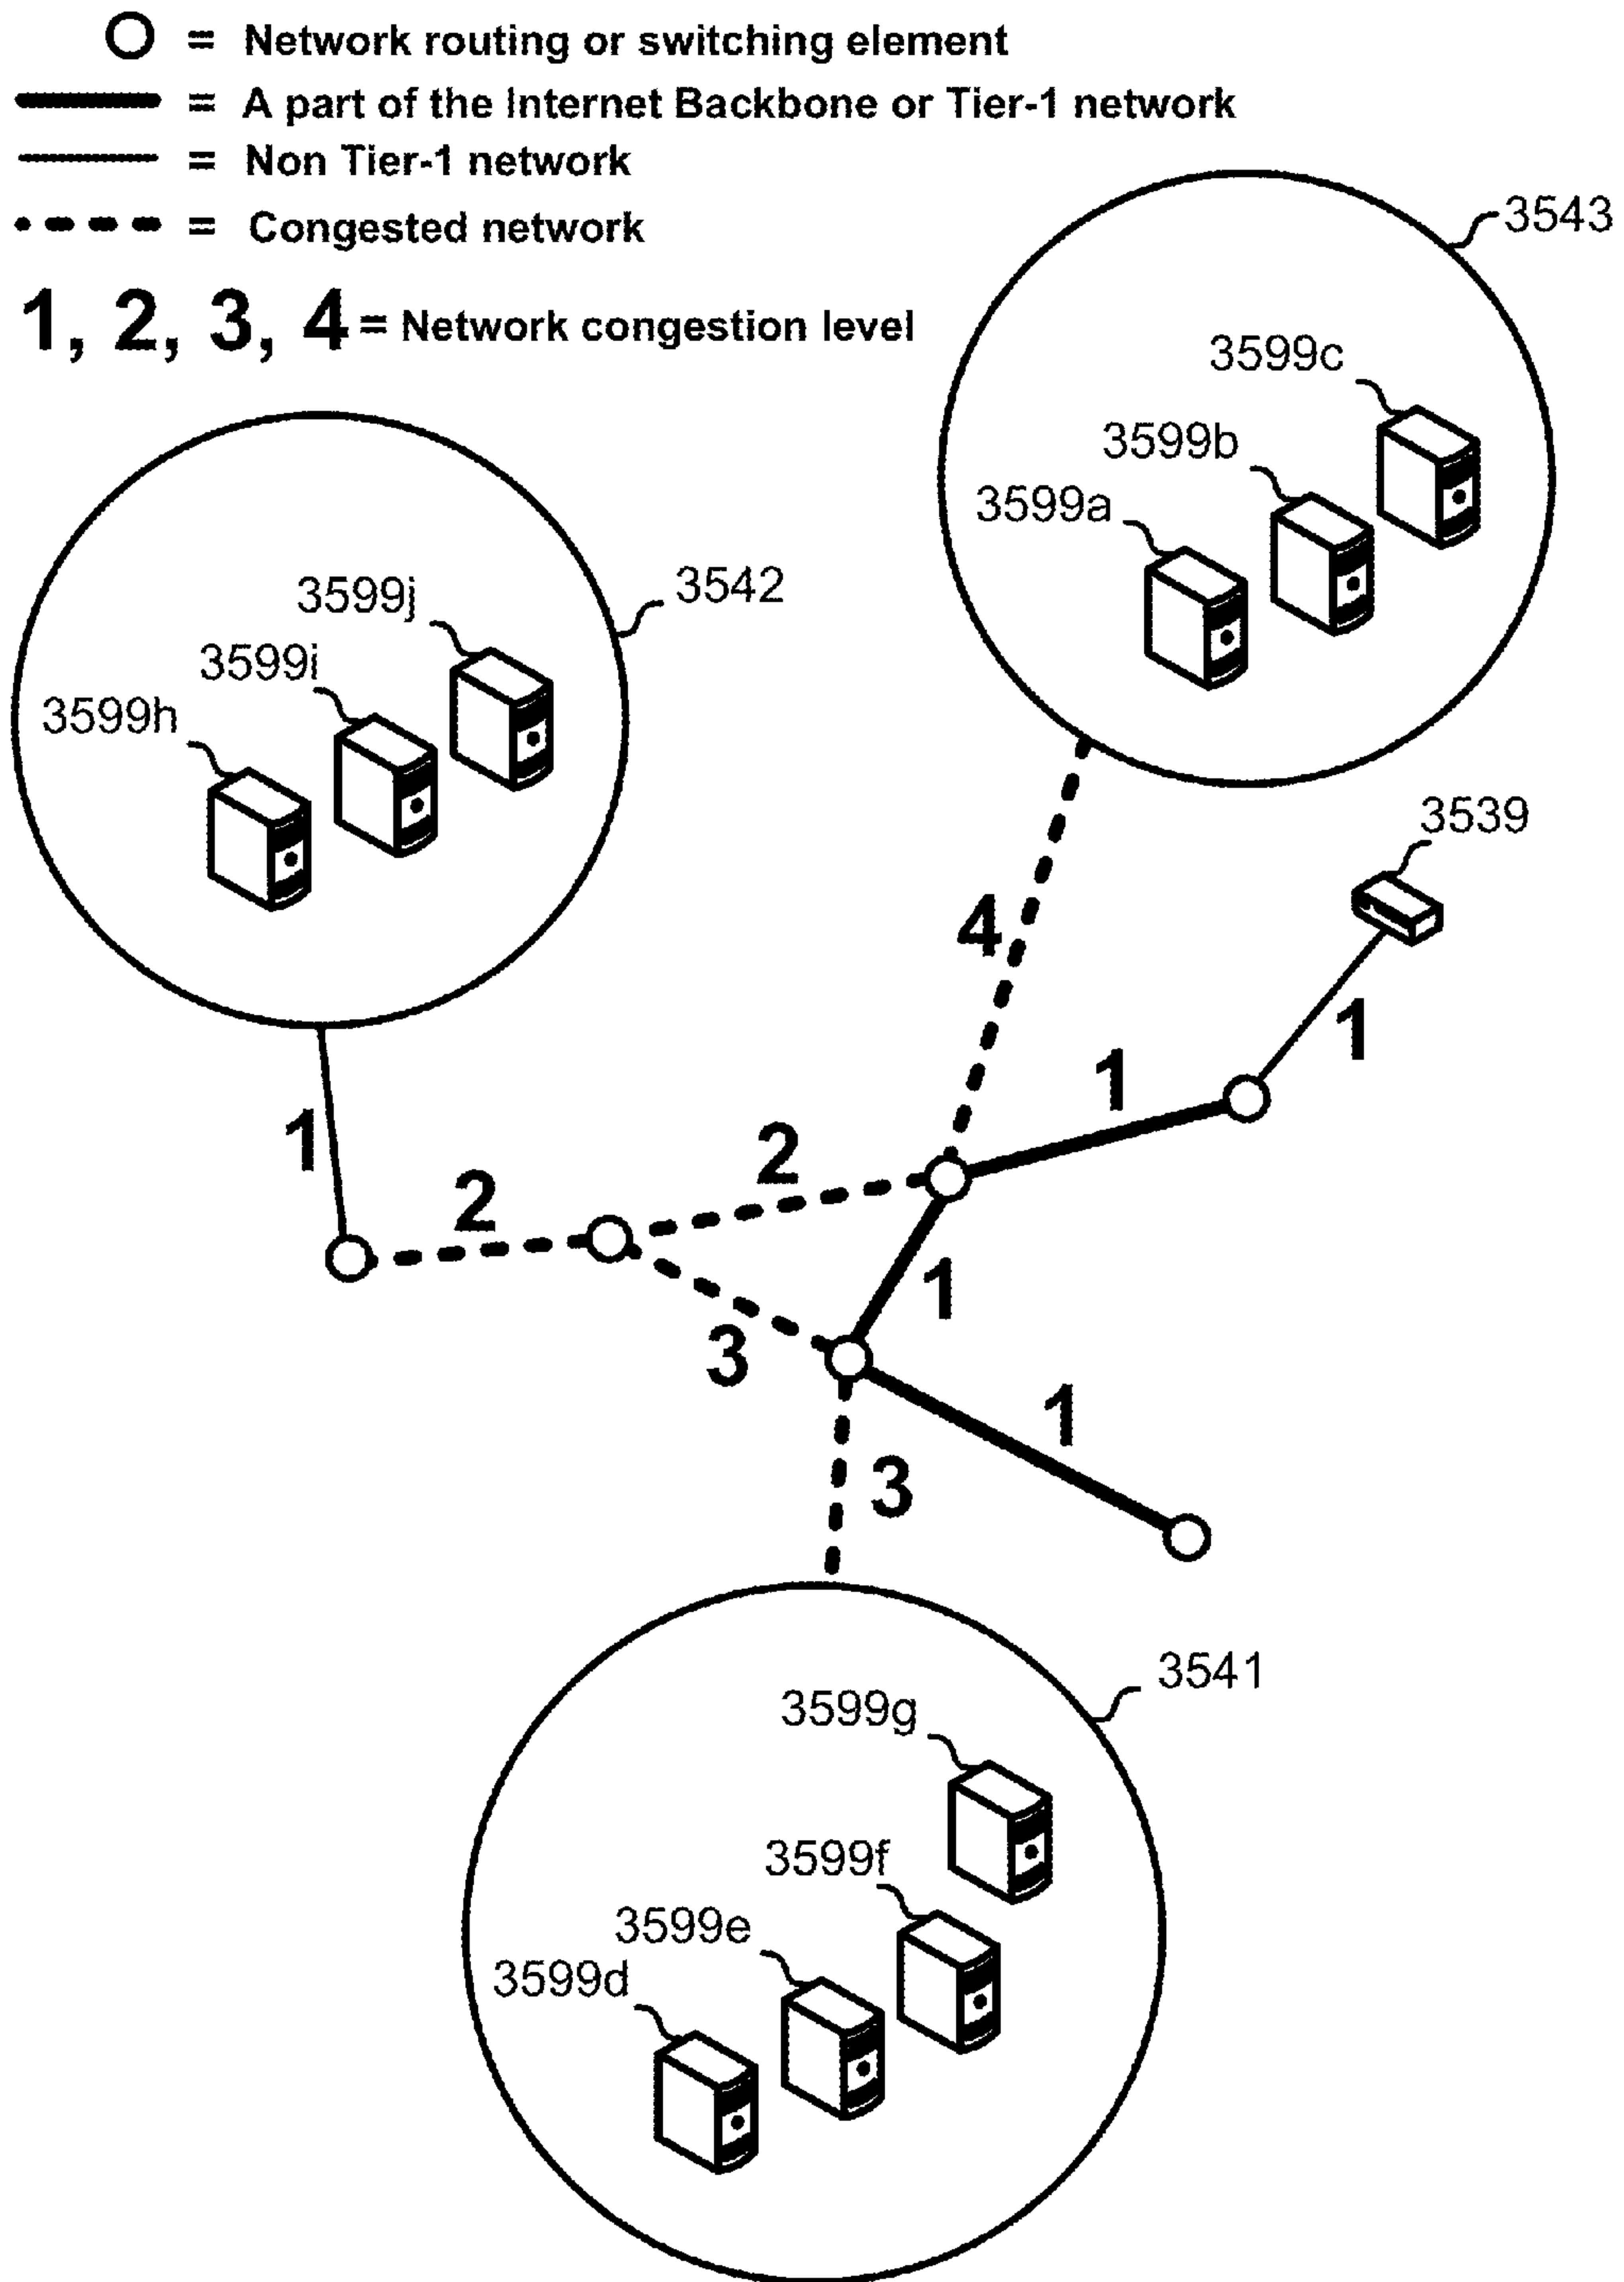 = Network routing or switching element
= A part of the Internet Backbone or Tier-1 network
= Non Tier-1 network
= Congested network
1, 2, 3, 4 = Network congestion level
3543
3599c
3599b
3599a
3542
3599j
3599i
3599h
3539
4
1
1
1
2
2
1
3
1
3
3541
3599g
3599f
3599e
3599d